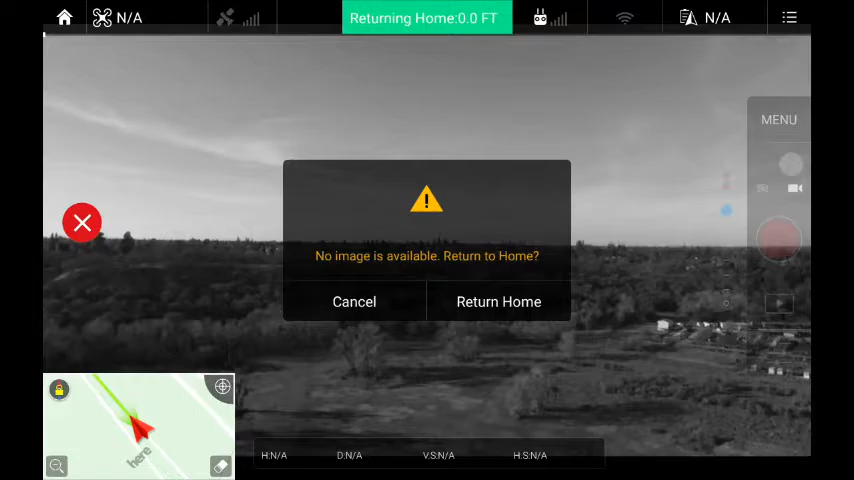 N/A
Returning Home:0.0 FT
N/A
MENU
No image is available. Return to Home?
Cancel
Return Home
here
H:N/A
D:N/A
V.S:N/A
H.S:N/A